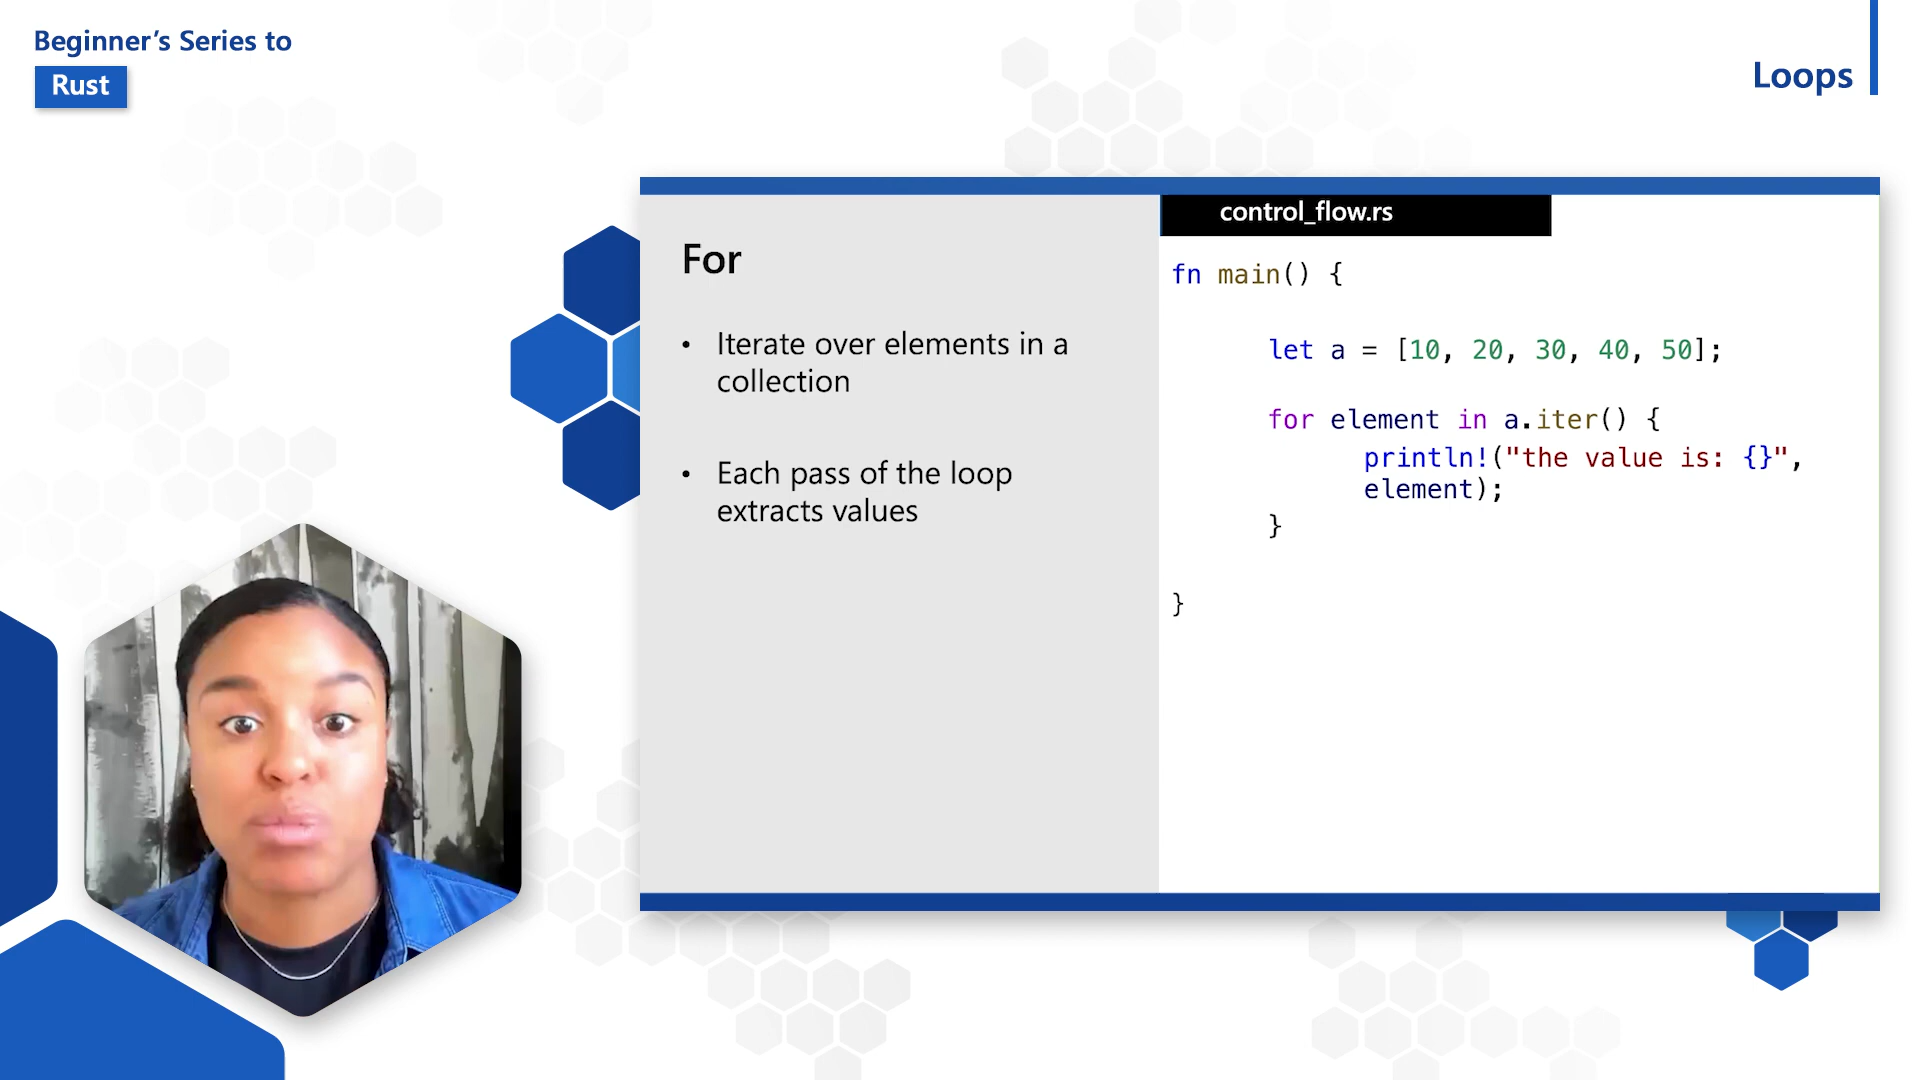 Beginner’s Series to
Rust
Loops
For
• Iterate over elements in a
collection
• Each pass of the loop
extracts values
control_flow.rs
fn main() {
let a = [10, 20, 30, 40, 50];
for element in a.iter() {
println!("the value is: {}",
element);
}
}